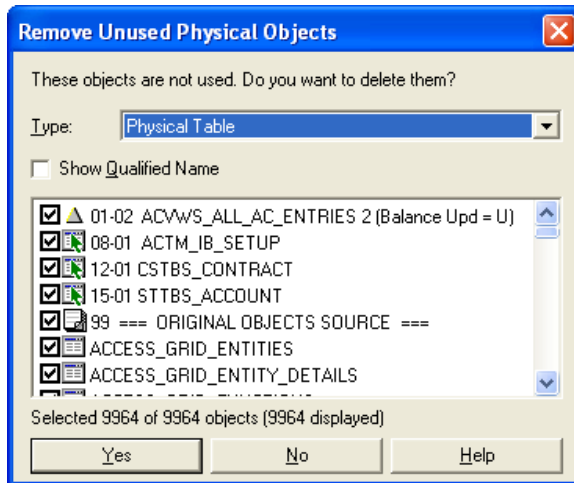 Remove Unused Physical Objects
These objects are not used. Do you want to delete them?
Type: Physical Table
Show Qualified Name
01-02 ACVWS_ALL_AC_ENTRIES 2 (Balance Upd = U)
08-01 ACTM_IB_SETUP
12-01 CSTBS_CONTRACT
15-01 STTBS_ACCOUNT
99 === ORIGINAL OBJECTS SOURCE ===
ACCESS_GRID_ENTITIES
ACCESS_GRID_ENTITY_DETAILS
Selected 9964 of 9964 objects (9964 displayed)
Yes No Help